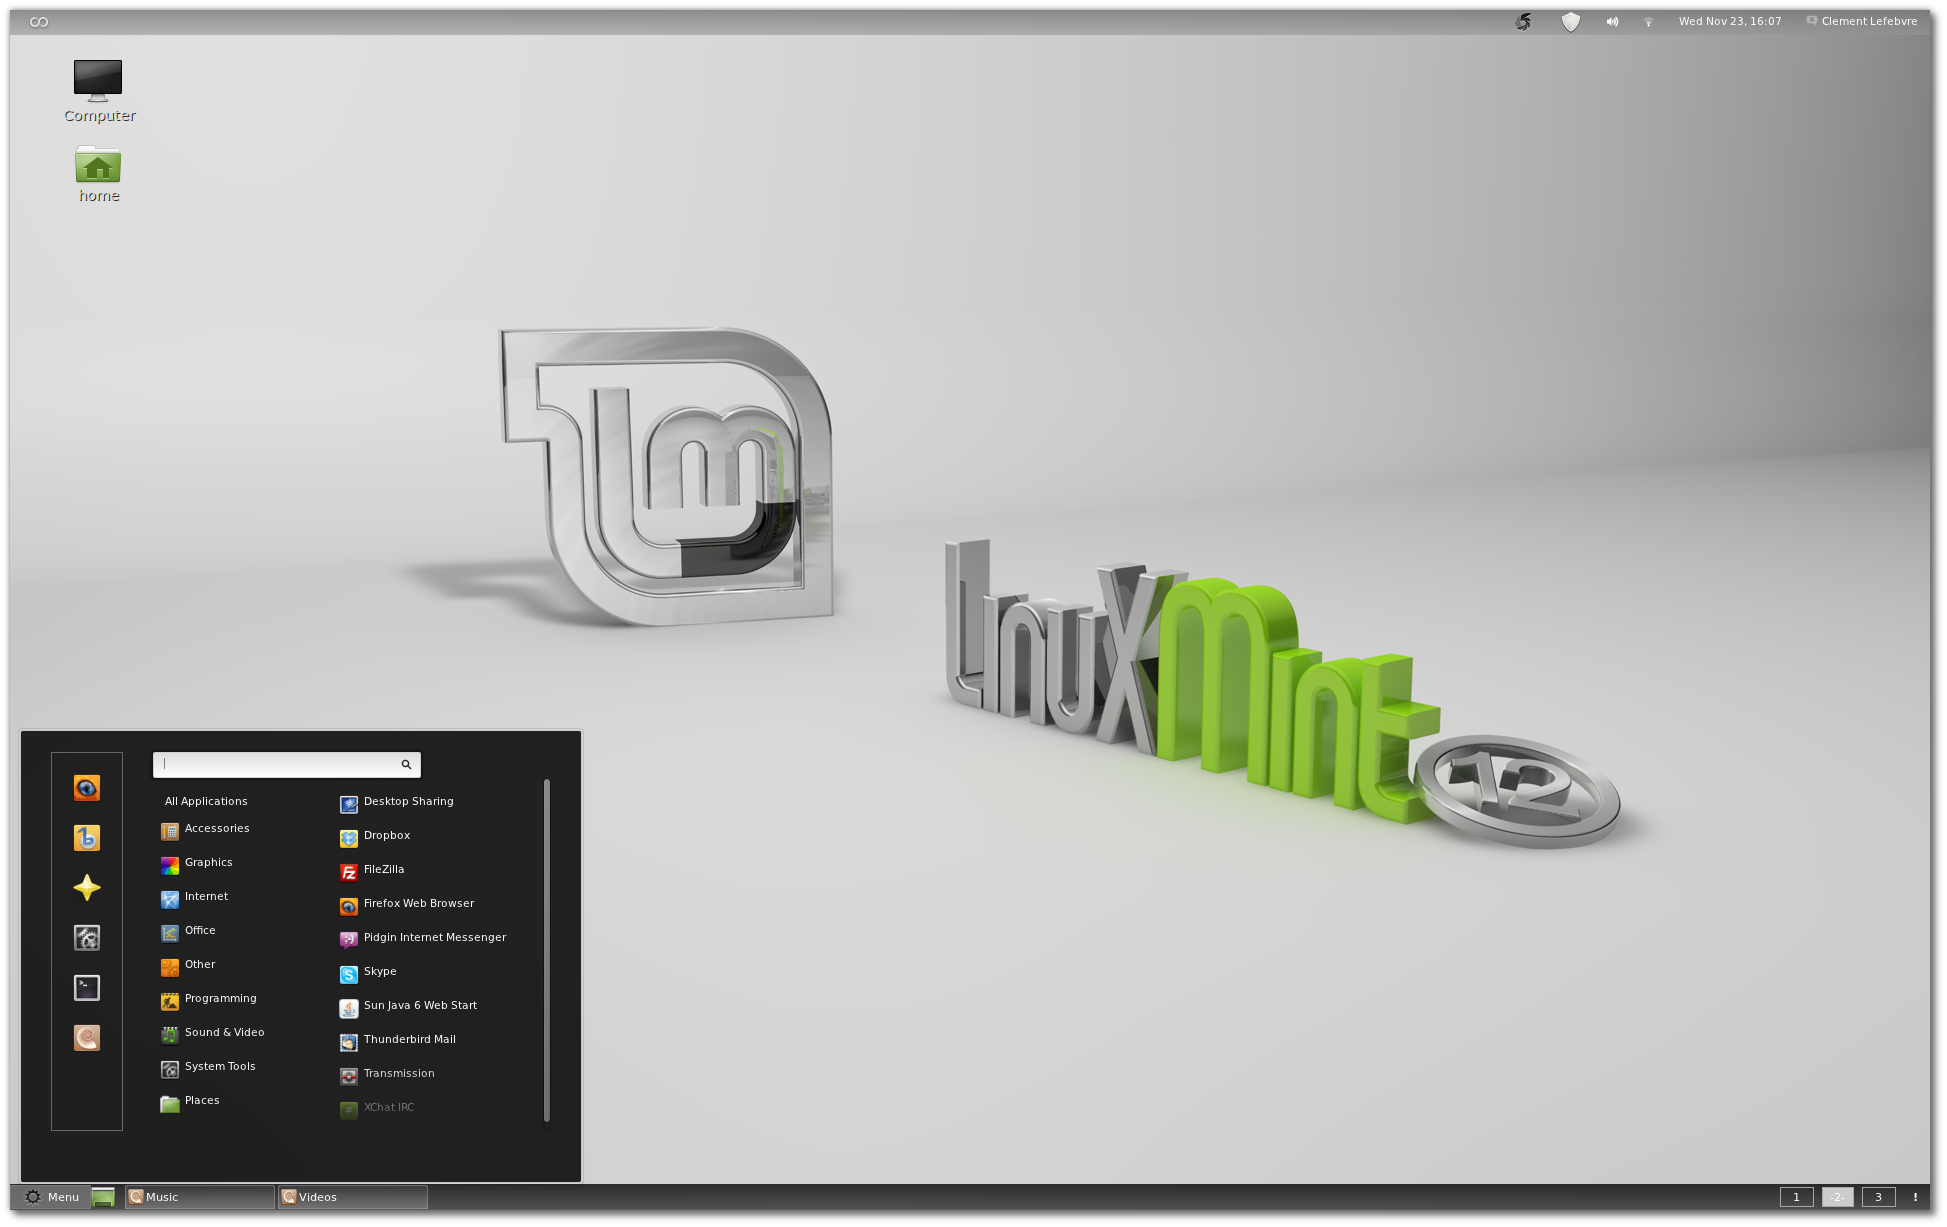 Wed Nov 23, 16:07 Clement Lefebvre
Computer
home
lm
LinuxMint 12
All Applications
Accessories
Graphics
Internet
Office
Other
Programming
Sound & Video
System Tools
Places
Desktop Sharing
Dropbox
FileZilla
Firefox Web Browser
Pidgin Internet Messenger
Skype
Sun Java 6 Web Start
Thunderbird Mail
Transmission
XChat IRC
Menu Music Videos 1 -2- 3 !